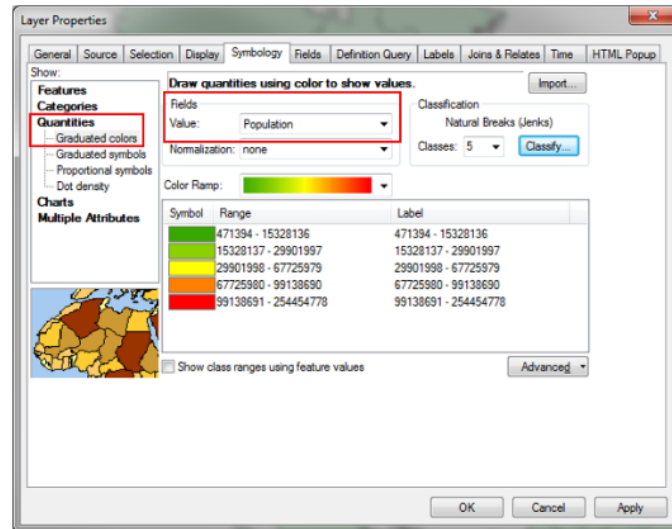 Layer Properties
General Source Selection Display Symbology Fields Definition Query Labels Joins & Relates Time HTML Popup
Show:
Features
Categories
Quantities
Graduated colors
Graduated symbols
Proportional symbols
Dot density
Charts
Multiple Attributes
Draw quantities using color to show values.
Import...
Fields
Value: Population
Normalization: none
Classification
Natural Breaks (Jenks)
Classes: 5 Classify...
Color Ramp:
Symbol Range Label
471394 - 15328136 471394 - 15328136
15328137 - 29901997 15328137 - 29901997
29901998 - 67725979 29901998 - 67725979
67725980 - 99138690 67725980 - 99138690
99138691 - 254454778 99138691 - 254454778
Show class ranges using feature values
Advanced
OK Cancel Apply